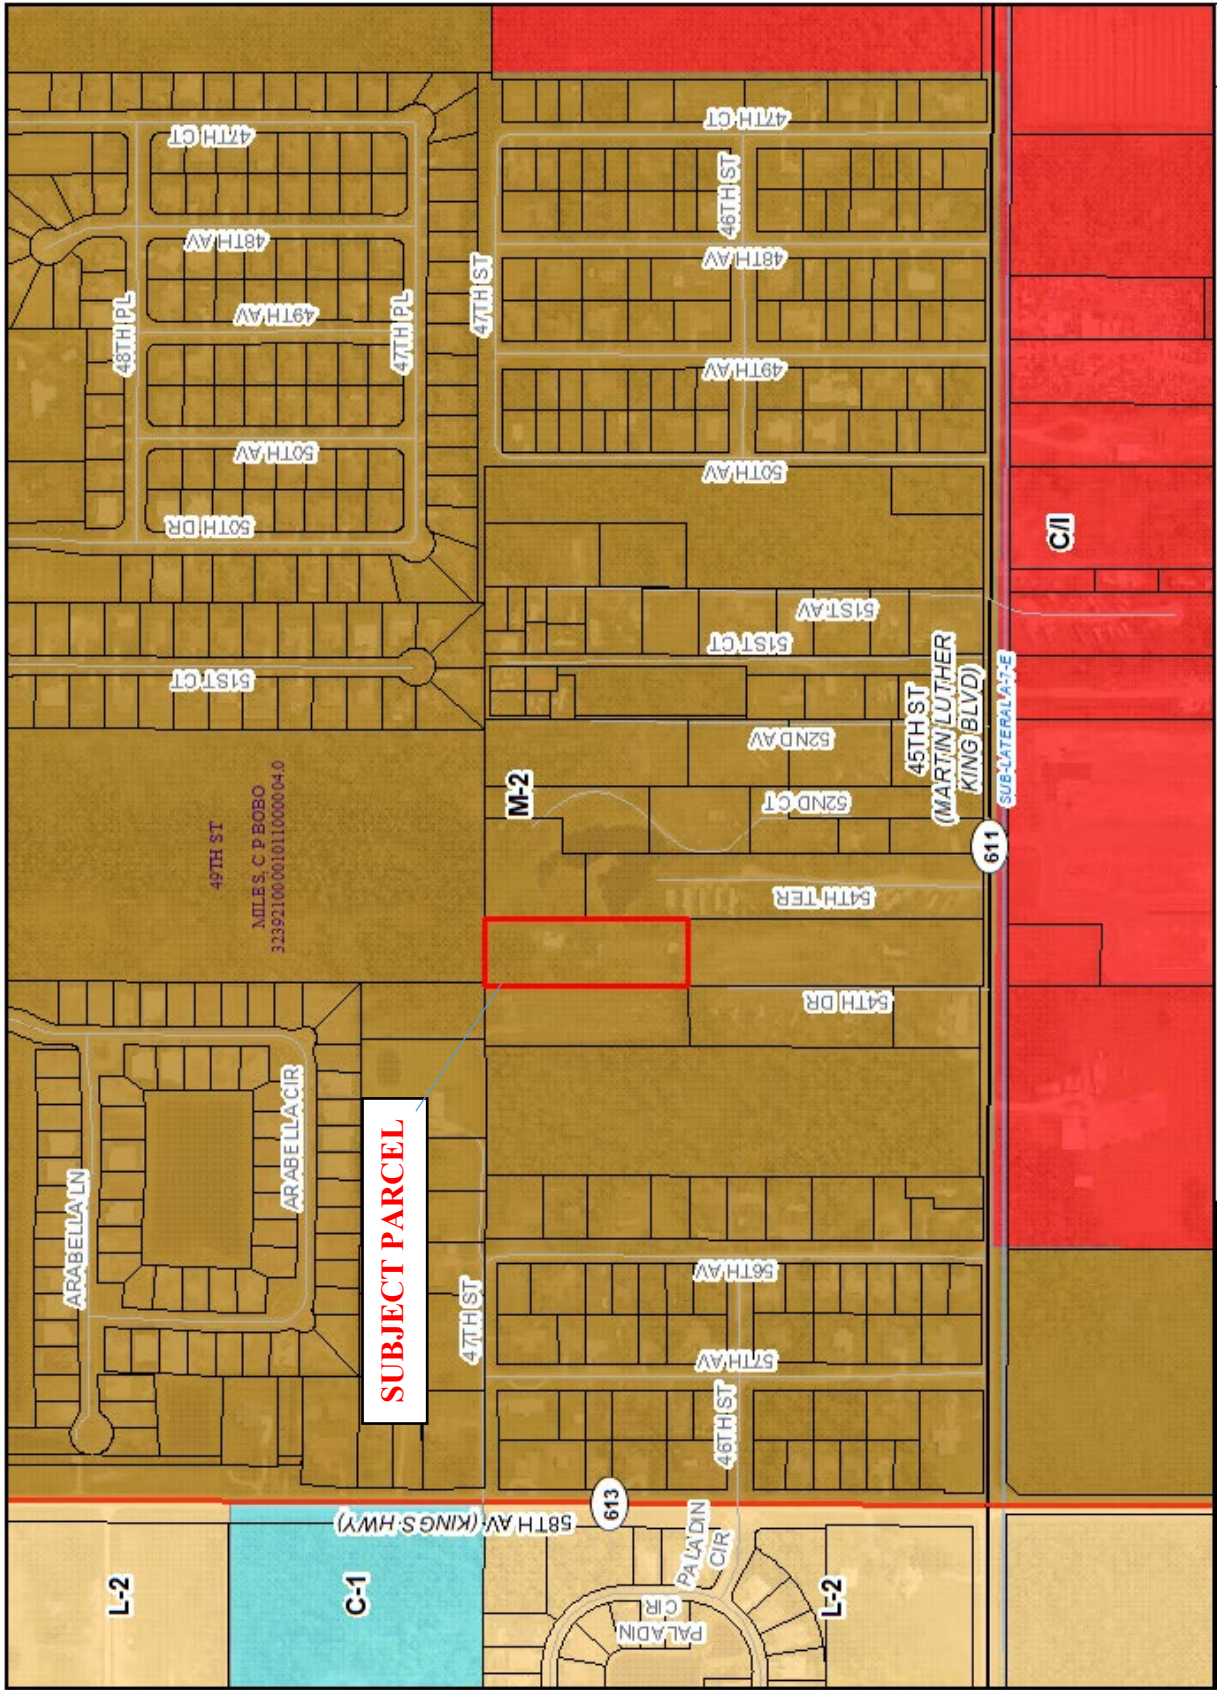 47TH CT
48TH AV
49TH AV
50TH AV
50TH DR
51ST CT
48TH PL
47TH PL
47TH ST
47TH CT
46TH ST
48TH AV
49TH AV
50TH AV
51ST AV
51ST CT
52ND AV
52ND CT
54TH TER
54TH DR
49TH ST
MILES, C P BOBO
32392100001011000004.0
M-2
45TH ST
(MARTIN LUTHER
KING BLVD)
SUB-LATERAL A-7-E
611
C/I
SUBJECT PARCEL
ARABELLA LN
ARABELLA CIR
47TH ST
56TH AV
57TH AV
46TH ST
58TH AV (KINGS HWY)
613
PALADIN
CIR
PALADIN
CIR
L-2
C-1
L-2